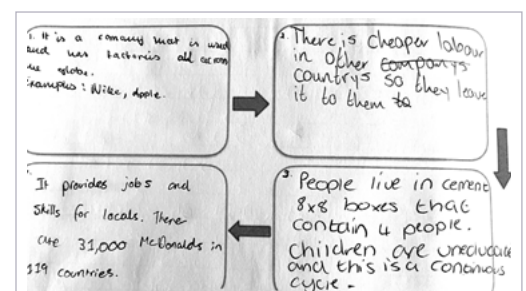 1. It is a company that is used
and has factories all across
the globe.
Examples: Nike, Apple.
2. There is cheaper labour
in other companys
countrys so they leave
it to them to
3. People live in cement
8x8 boxes that
contain 4 people.
Children are uneducate
and this is a continous
cycle.
It provides jobs and
skills for locals. There
are 31,000 McDonalds in
119 countries.